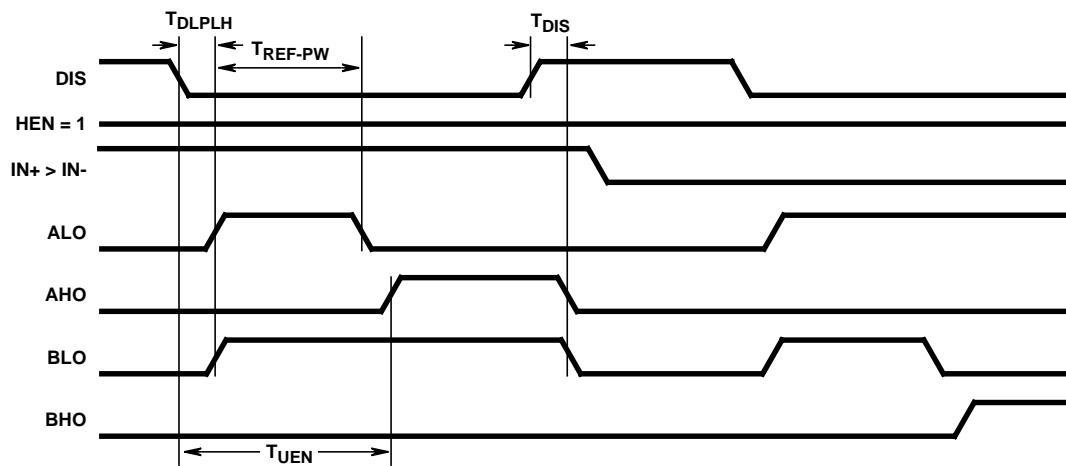 TDLPLH
TREF-PW
TDIS
DIS
HEN = 1
IN+ > IN-
ALO
AHO
BLO
BHO
TUEN